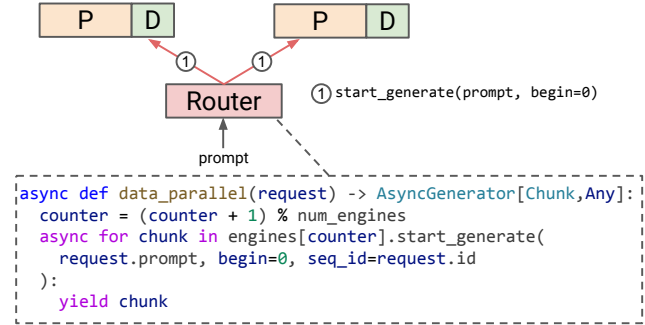 P D P D
1 1
Router
1 start_generate(prompt, begin=0)
prompt
async def data_parallel(request) -> AsyncGenerator[Chunk,Any]:
  counter = (counter + 1) % num_engines
  async for chunk in engines[counter].start_generate(
    request.prompt, begin=0, seq_id=request.id
  ):
    yield chunk